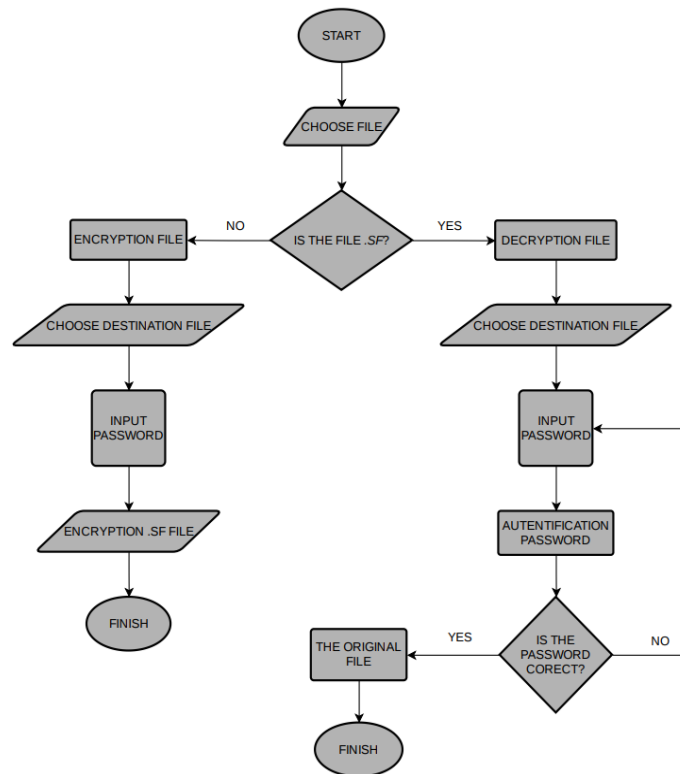 START
CHOOSE FILE
IS THE FILE .SF?
NO
YES
ENCRYPTION FILE
DECRYPTION FILE
CHOOSE DESTINATION FILE
CHOOSE DESTINATION FILE
INPUT
PASSWORD
INPUT
PASSWORD
ENCRYPTION .SF FILE
AUTENTIFICATION
PASSWORD
FINISH
IS THE
PASSWORD
CORECT?
YES
NO
THE ORIGINAL
FILE
FINISH